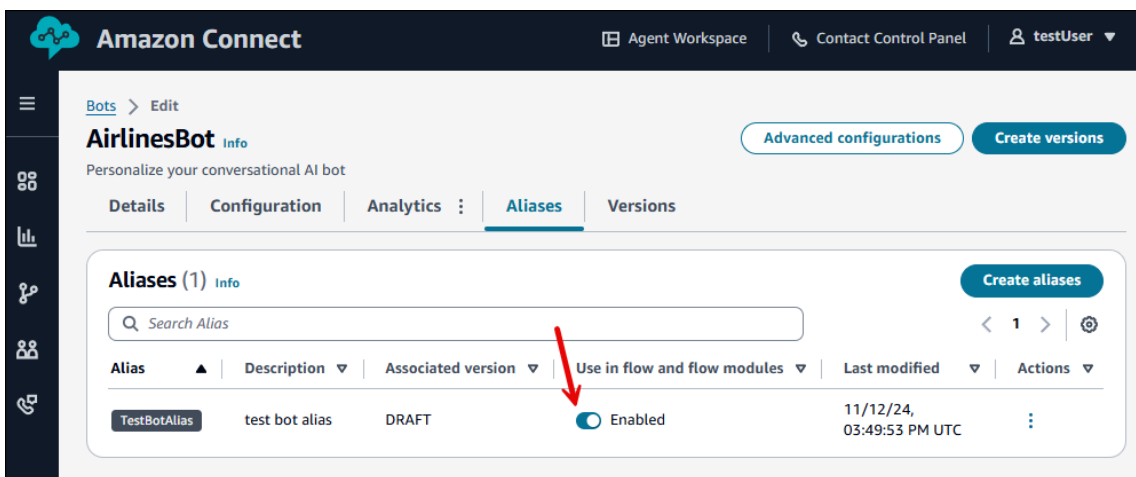 Amazon Connect
Agent Workspace
Contact Control Panel
testUser
Bots > Edit
AirlinesBot Info
Advanced configurations
Create versions
Personalize your conversational AI bot
Details
Configuration
Analytics
Aliases
Versions
Aliases (1) Info
Create aliases
Search Alias
< 1 >
Alias
Description
Associated version
Use in flow and flow modules
Last modified
Actions
TestBotAlias
test bot alias
DRAFT
Enabled
11/12/24,
03:49:53 PM UTC